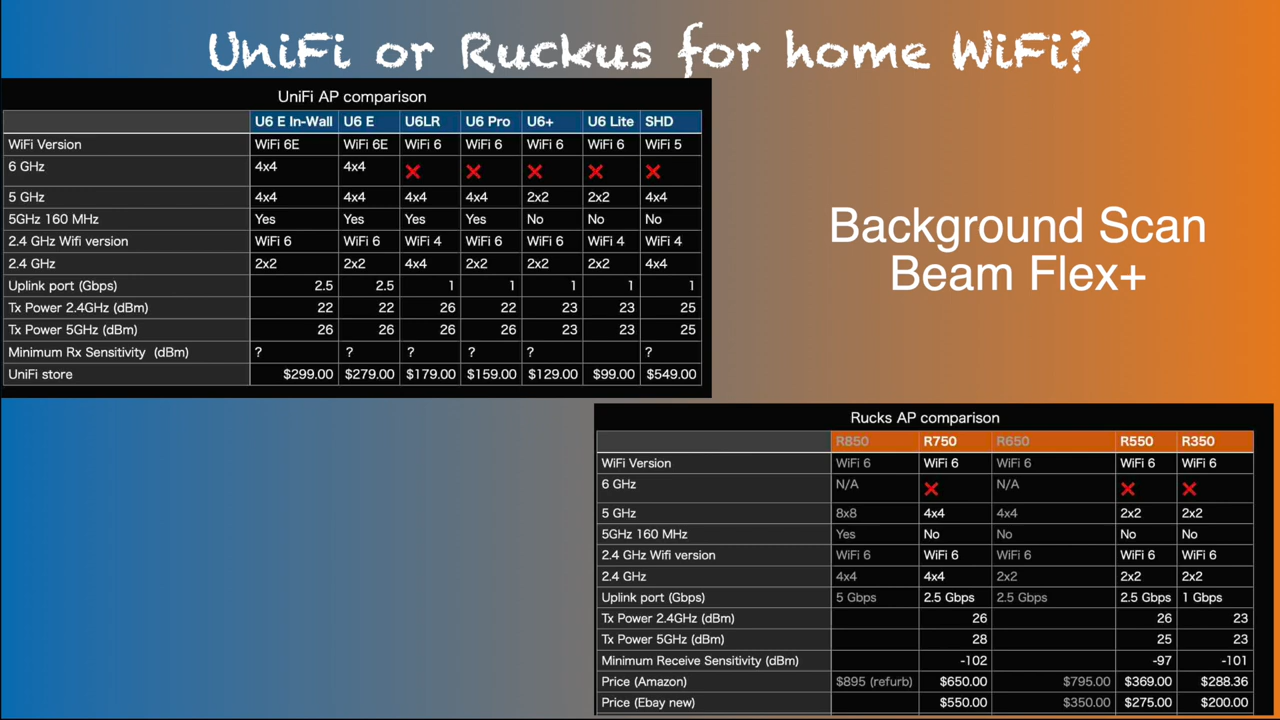 UniFi or Ruckus for home WiFi?
UniFi AP comparison
U6 E In-Wall U6 E U6LR U6 Pro U6+ U6 Lite SHD
WiFi Version WiFi 6E WiFi 6E WiFi 6 WiFi 6 WiFi 6 WiFi 6 WiFi 5
6 GHz 4x4 4x4 ❌ ❌ ❌ ❌ ❌
5 GHz 4x4 4x4 4x4 4x4 2x2 2x2 4x4
5GHz 160 MHz Yes Yes Yes Yes No No No
2.4 GHz Wifi version WiFi 6 WiFi 6 WiFi 4 WiFi 6 WiFi 6 WiFi 4 WiFi 4
2.4 GHz 2x2 2x2 4x4 2x2 2x2 2x2 4x4
Uplink port (Gbps) 2.5 2.5 1 1 1 1 1
Tx Power 2.4GHz (dBm) 22 22 26 22 23 23 25
Tx Power 5GHz (dBm) 26 26 26 26 23 23 25
Minimum Rx Sensitivity (dBm) ? ? ? ? ? ?
UniFi store $299.00 $279.00 $179.00 $159.00 $129.00 $99.00 $549.00
Background Scan
Beam Flex+
Rucks AP comparison
R850 R750 R650 R550 R350
WiFi Version WiFi 6 WiFi 6 WiFi 6 WiFi 6 WiFi 6
6 GHz N/A ❌ N/A ❌ ❌
5 GHz 8x8 4x4 4x4 2x2 2x2
5GHz 160 MHz Yes No No No No
2.4 GHz Wifi version WiFi 6 WiFi 6 WiFi 6 WiFi 6 WiFi 6
2.4 GHz 4x4 4x4 2x2 2x2 2x2
Uplink port (Gbps) 5 Gbps 2.5 Gbps 2.5 Gbps 2.5 Gbps 1 Gbps
Tx Power 2.4GHz (dBm) 26 26 23
Tx Power 5GHz (dBm) 28 25 23
Minimum Receive Sensitivity (dBm) -102 -97 -101
Price (Amazon) $895 (refurb) $650.00 $795.00 $369.00 $288.36
Price (Ebay new) $550.00 $350.00 $275.00 $200.00